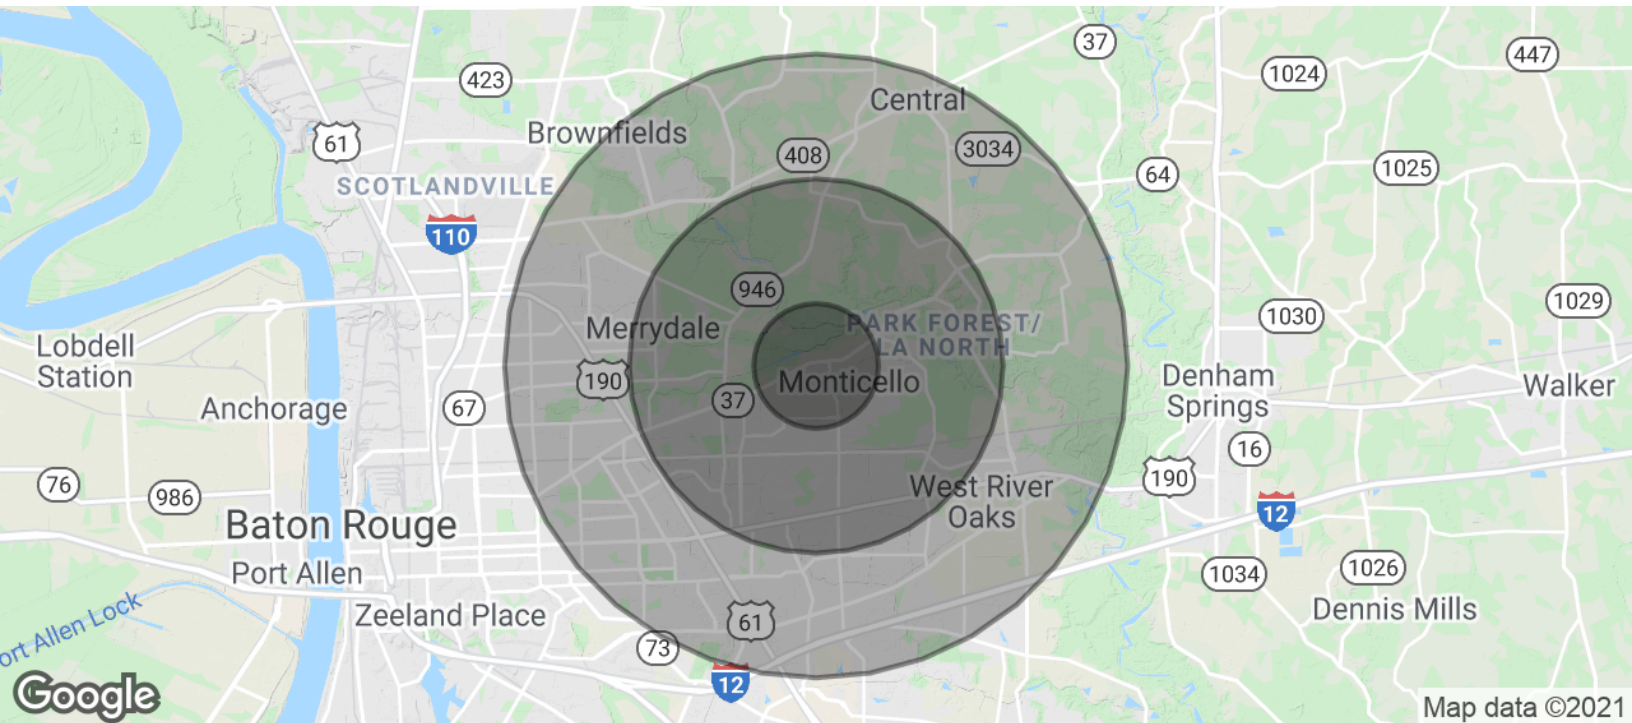 37
447
1024
423
Central
Brownfields
61
408
3034
1025
64
SCOTLANDVILLE
110
946
1029
1030
Merrydale
PARK FOREST/
LA NORTH
Lobdell
Station
190
Monticello
Denham
Springs
Walker
37
67
Anchorage
16
190
76
986
West River
Oaks
12
Baton Rouge
Port Allen
1034
1026
ort Allen Lock
Zeeland Place
61
Dennis Mills
73
12
Google
Map data ©2021